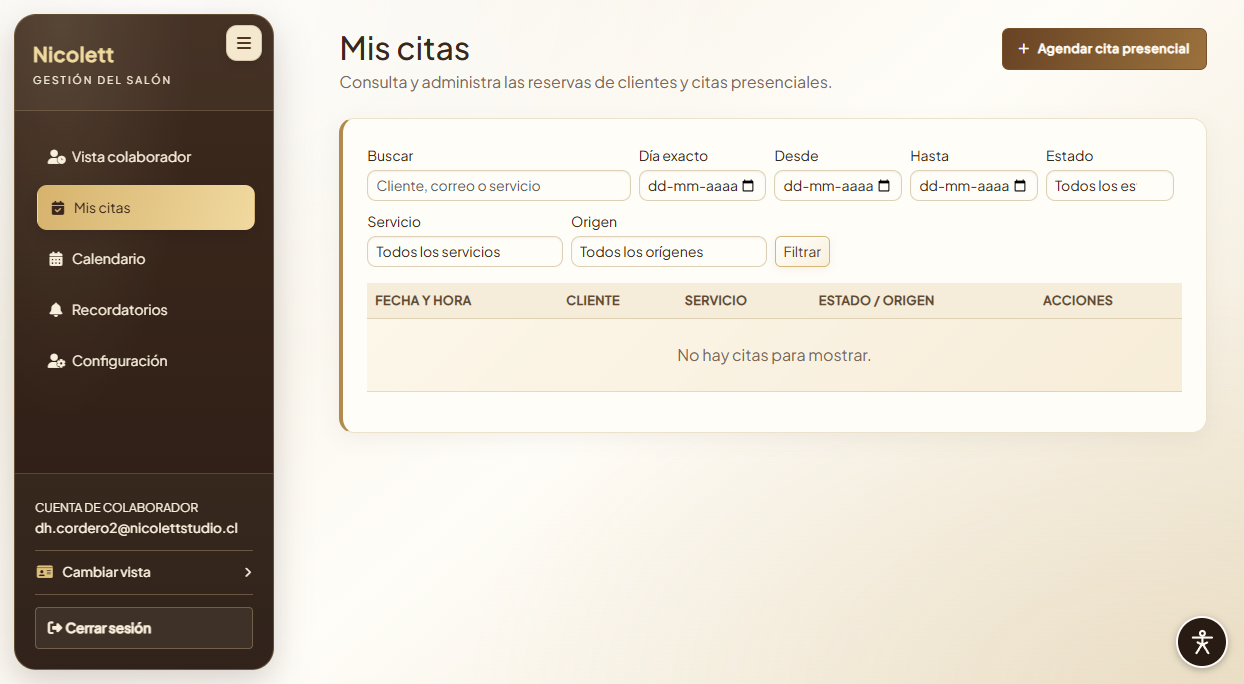 Nicolett
GESTIÓN DEL SALÓN
Vista colaborador
Mis citas
Calendario
Recordatorios
Configuración
CUENTA DE COLABORADOR
dh.cordero2@nicolettstudio.cl
Cambiar vista
Cerrar sesión
Mis citas
Consulta y administra las reservas de clientes y citas presenciales.
+ Agendar cita presencial
Buscar Día exacto Desde Hasta Estado
Cliente, correo o servicio dd-mm-aaaa dd-mm-aaaa dd-mm-aaaa Todos los es
Servicio Origen
Todos los servicios Todos los orígenes Filtrar
FECHA Y HORA CLIENTE SERVICIO ESTADO / ORIGEN ACCIONES
No hay citas para mostrar.